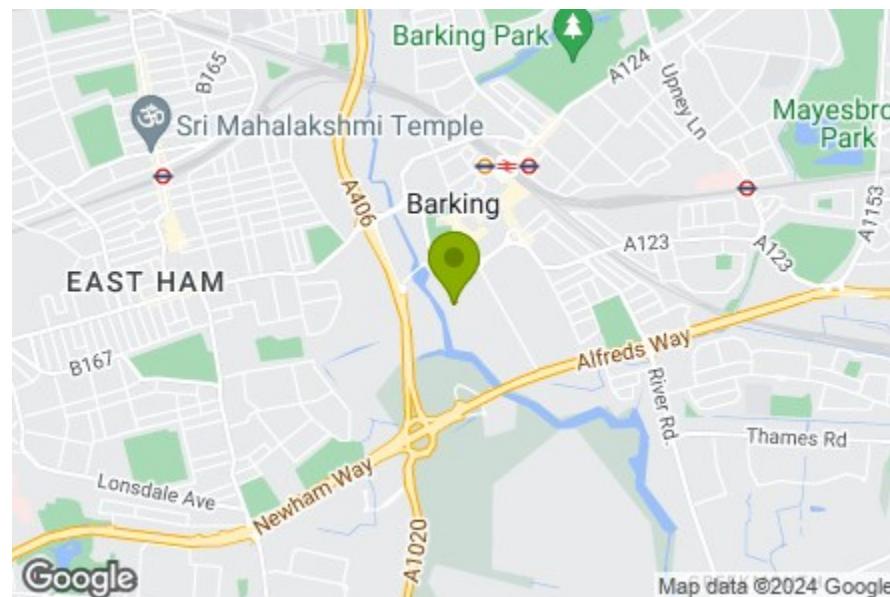 Barking Park
A124
B165
Upney Ln
Mayesbro
Park
Sri Mahalakshmi Temple
A406
Barking
A1153
A123
A123
EAST HAM
B167
Alfreds Way
River Rd.
Thames Rd
Lonsdale Ave
Newham Way
A1020
Google
Map data ©2024 Google